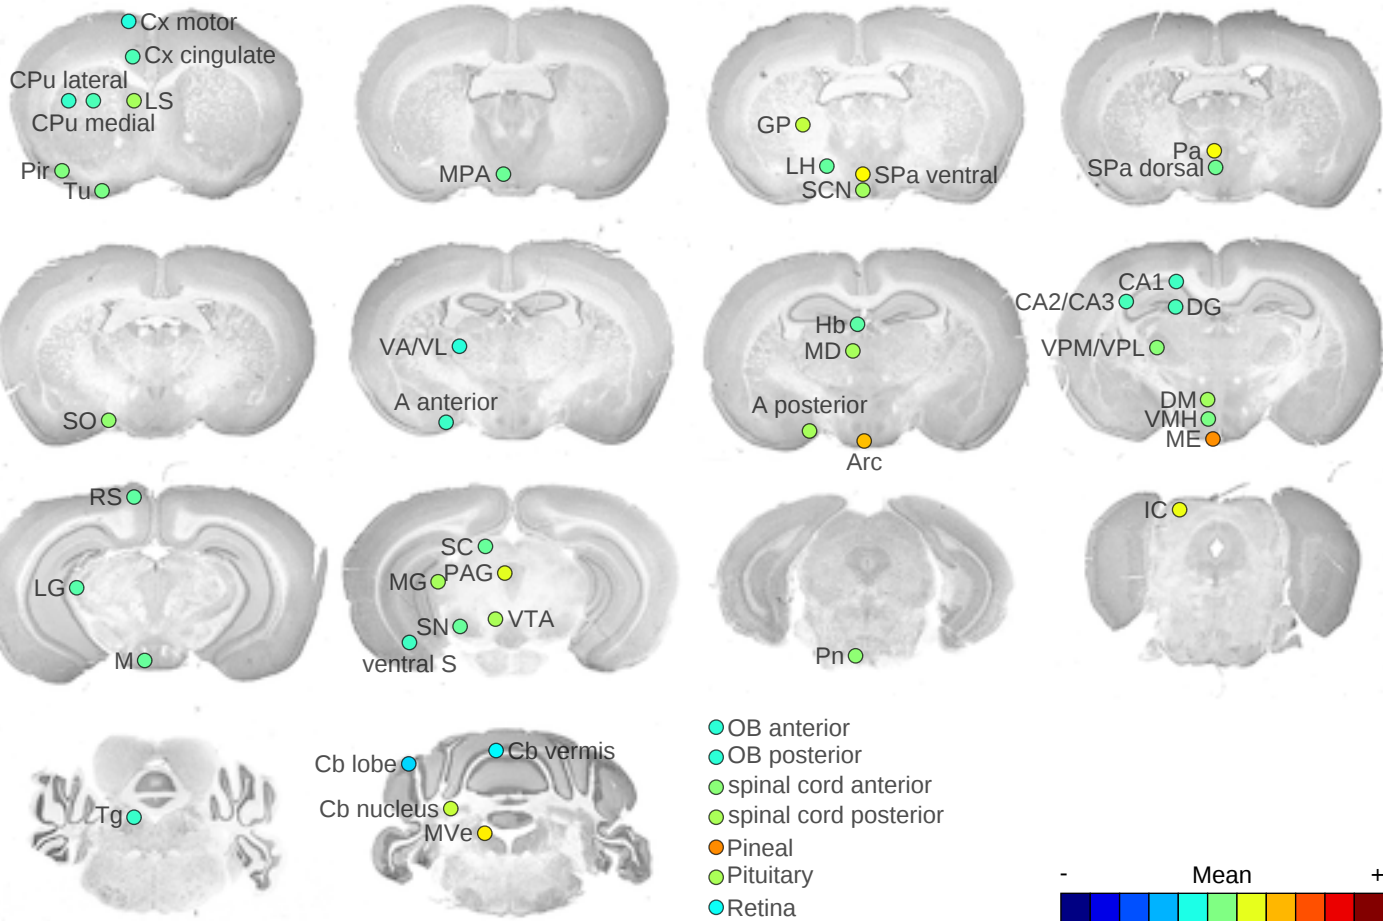 Cx motor
Cx cingulate
CPu lateral
LS
CPu medial
Pir
Tu
MPA
GP
LH
SPa ventral
SCN
Pa
SPa dorsal
SO
VA/VL
A anterior
Hb
MD
A posterior
Arc
CA1
CA2/CA3
DG
VPM/VPL
DM
VMH
ME
RS
LG
M
SC
PAG
MG
VTA
SN
ventral S
Pn
IC
Tg
Cb vermis
Cb lobe
Cb nucleus
MVe
OB anterior
OB posterior
spinal cord anterior
spinal cord posterior
Pineal
Pituitary
Retina
- Mean +